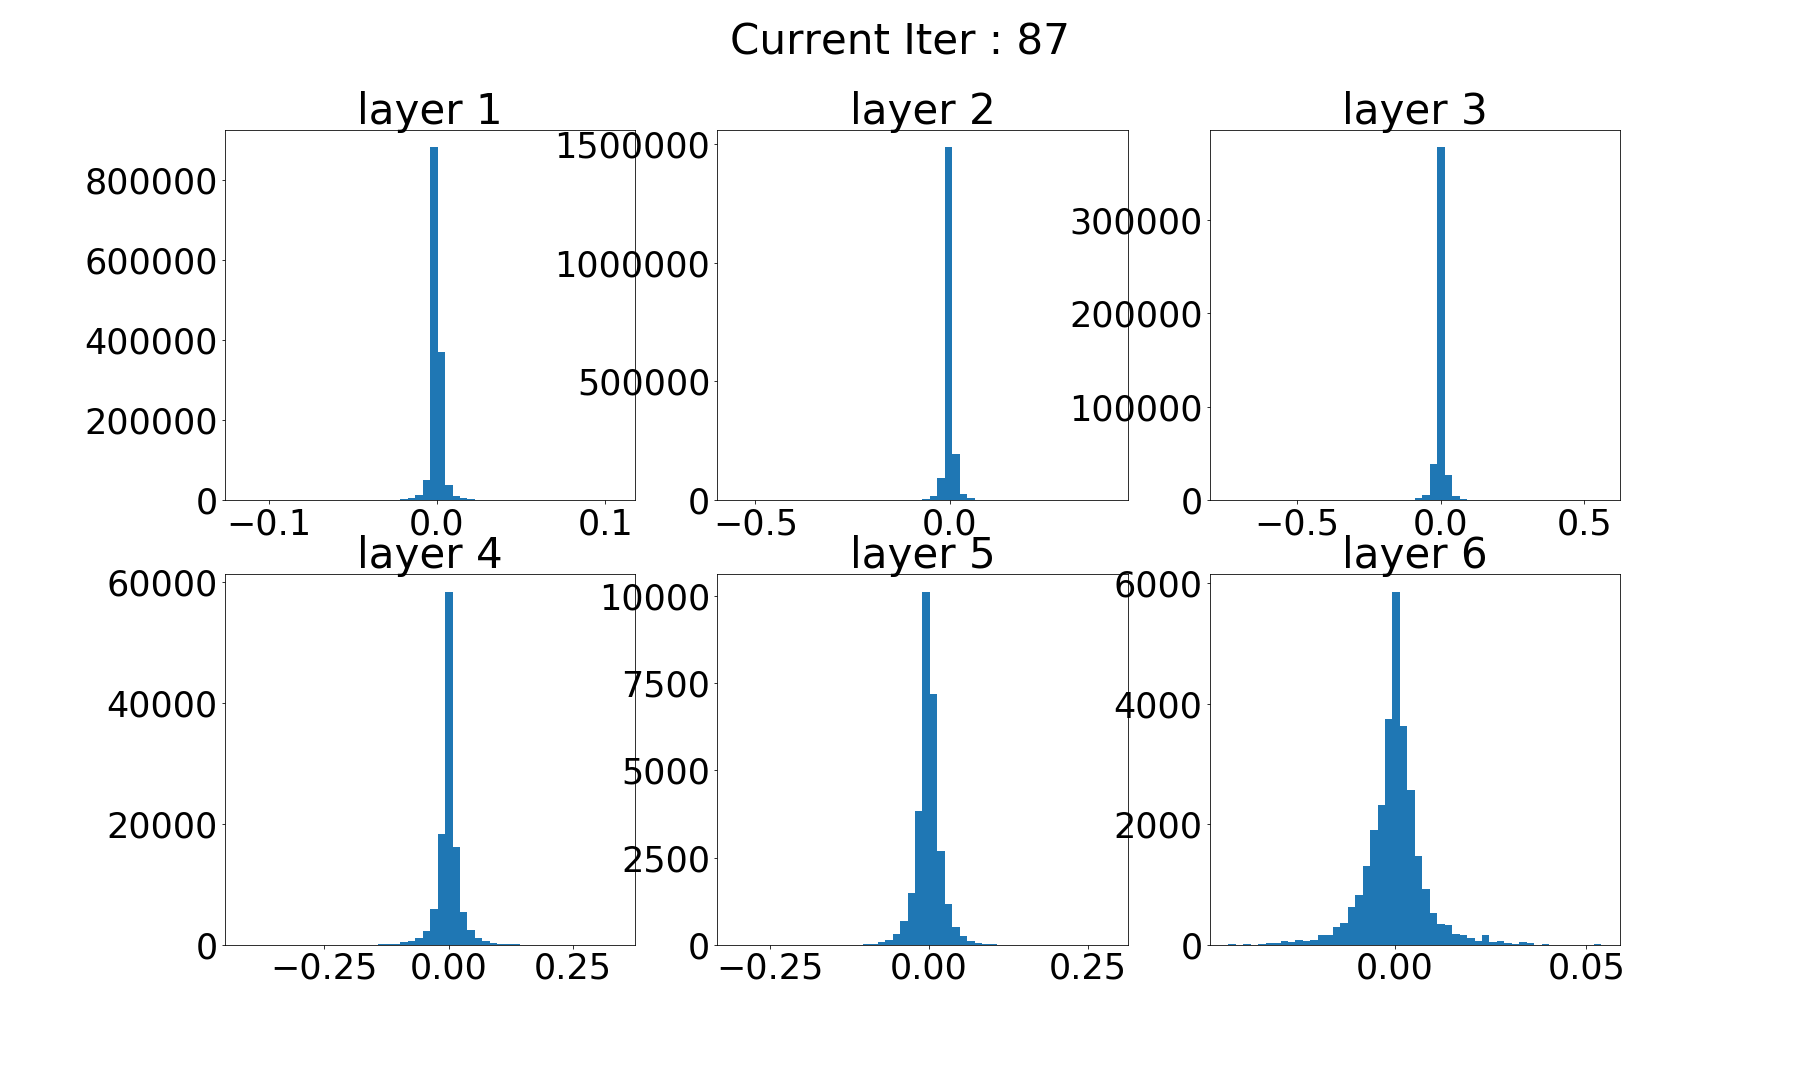 Current Iter : 87
layer 1
800000
600000
400000
200000
0
−0.1 0.0 0.1
layer 2
1500000
1000000
500000
0
−0.5 0.0
layer 3
300000
200000
100000
0
−0.5 0.0 0.5
layer 4
60000
40000
20000
0
−0.25 0.00 0.25
layer 5
10000
7500
5000
2500
0
−0.25 0.00 0.25
layer 6
6000
4000
2000
0
0.00 0.05